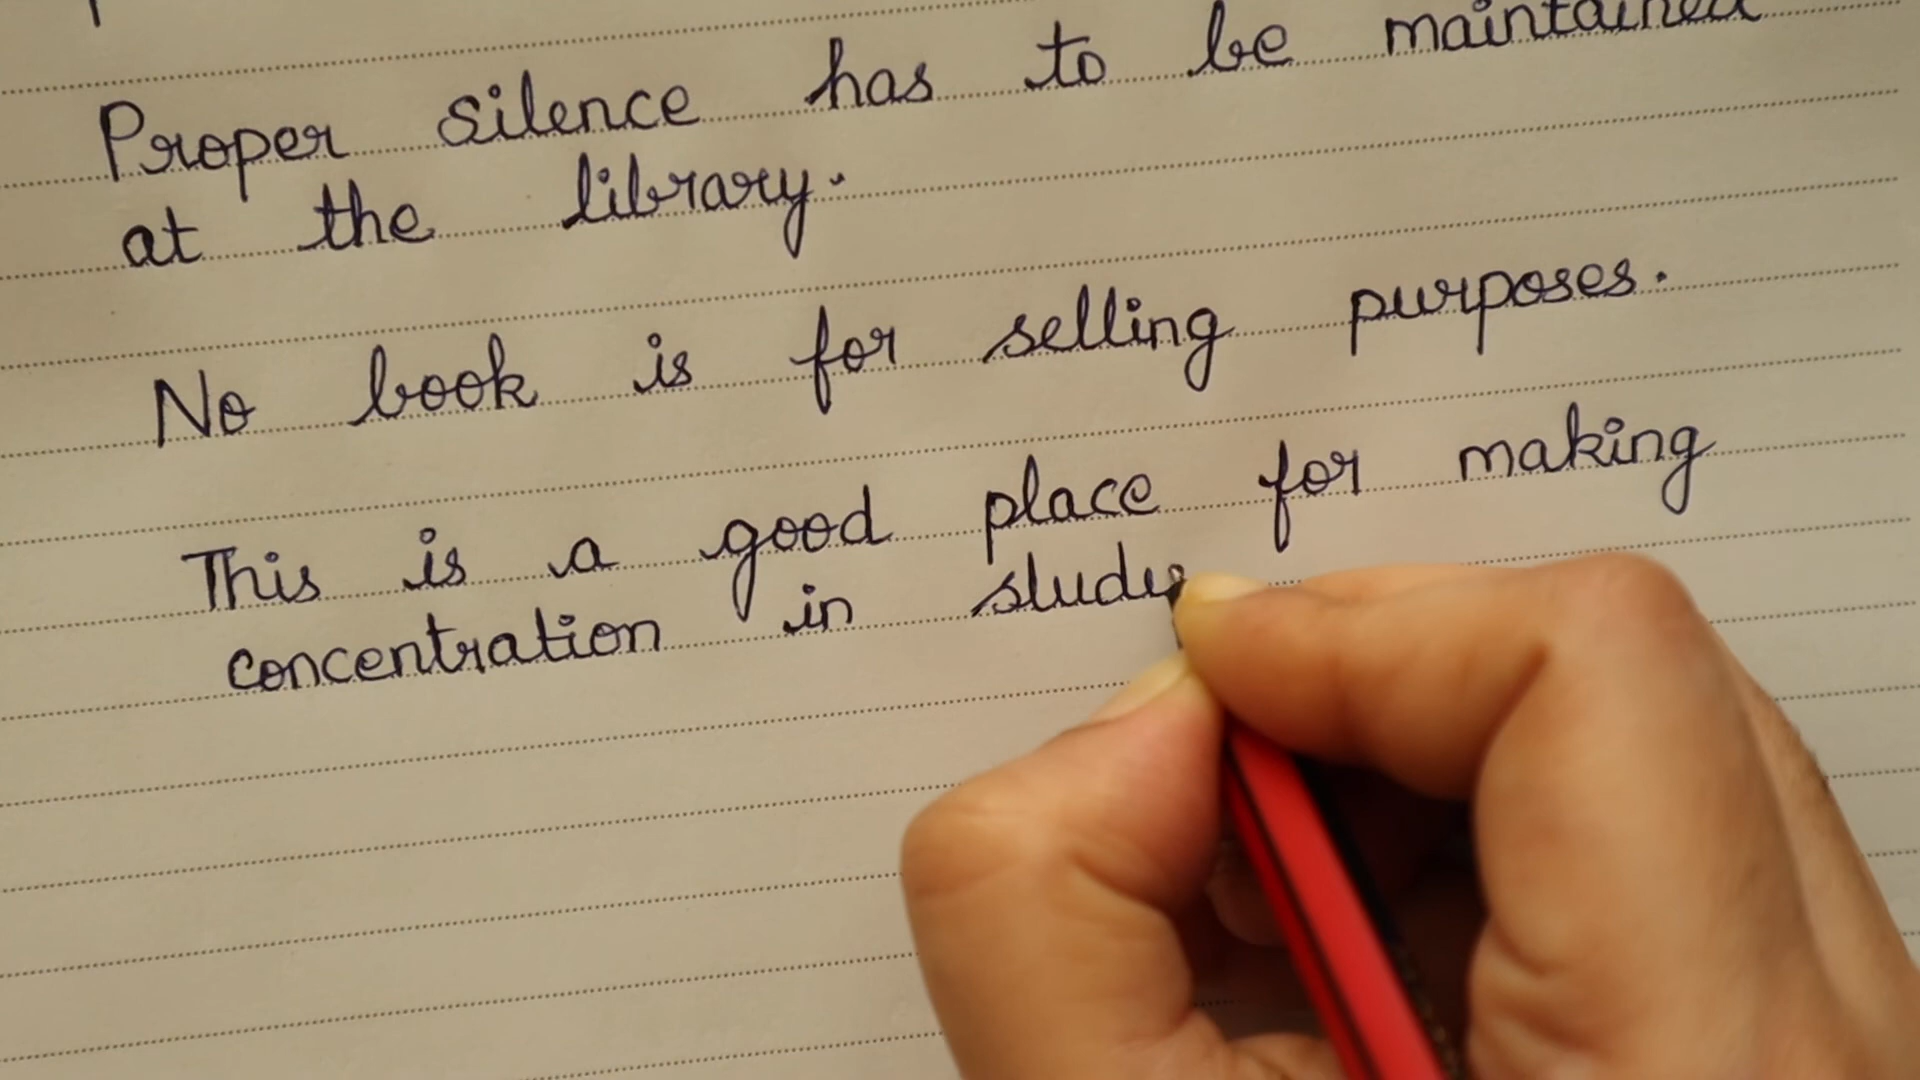 Proper silence has to be maintained
at the library.
No book is for selling purposes.
This is a good place for making
concentration in